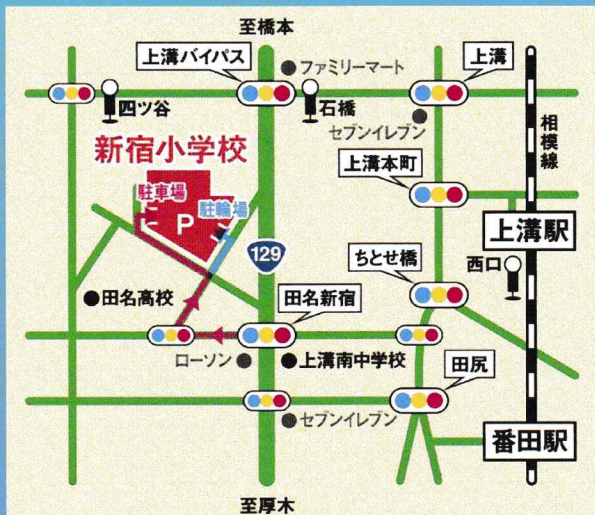 至橋本
上溝バイパス
ファミリーマート
上溝
四ツ谷
石橋
セブンイレブン
相模線
新宿小学校
上溝本町
駐車場
駐輪場
P
上溝駅
129
ちとせ橋
西口
田名高校
田名新宿
ローソン
上溝南中学校
田尻
セブンイレブン
番田駅
至厚木